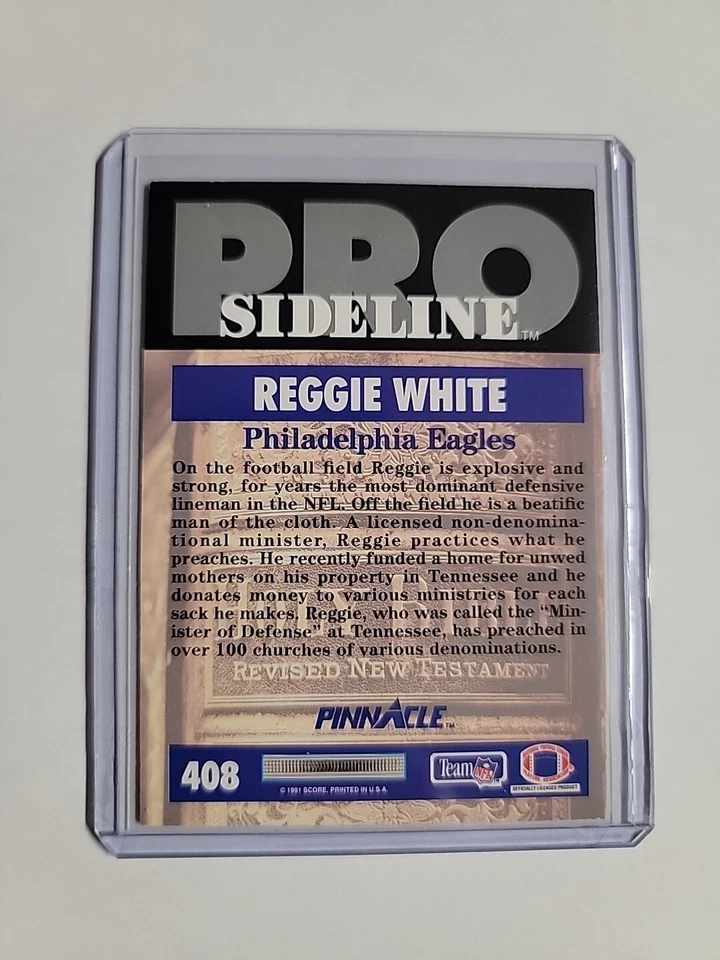 PRO
SIDELINE™
REGGIE WHITE
Philadelphia Eagles
On the football field Reggie is explosive and
strong, for years the most dominant defensive
lineman in the NFL. Off the field he is a beatific
man of the cloth. A licensed non-denomina-
tional minister, Reggie practices what he
preaches. He recently funded a home for unwed
mothers on his property in Tennessee and he
donates money to various ministries for each
sack he makes. Reggie, who was called the “Min-
ister of Defense” at Tennessee, has preached in
over 100 churches of various denominations.
REVISED NEW TESTAMENT
PINNACLE™
408
© 1991 SCORE, PRINTED IN U.S.A.
Team NFL
OFFICIALLY LICENSED PRODUCT